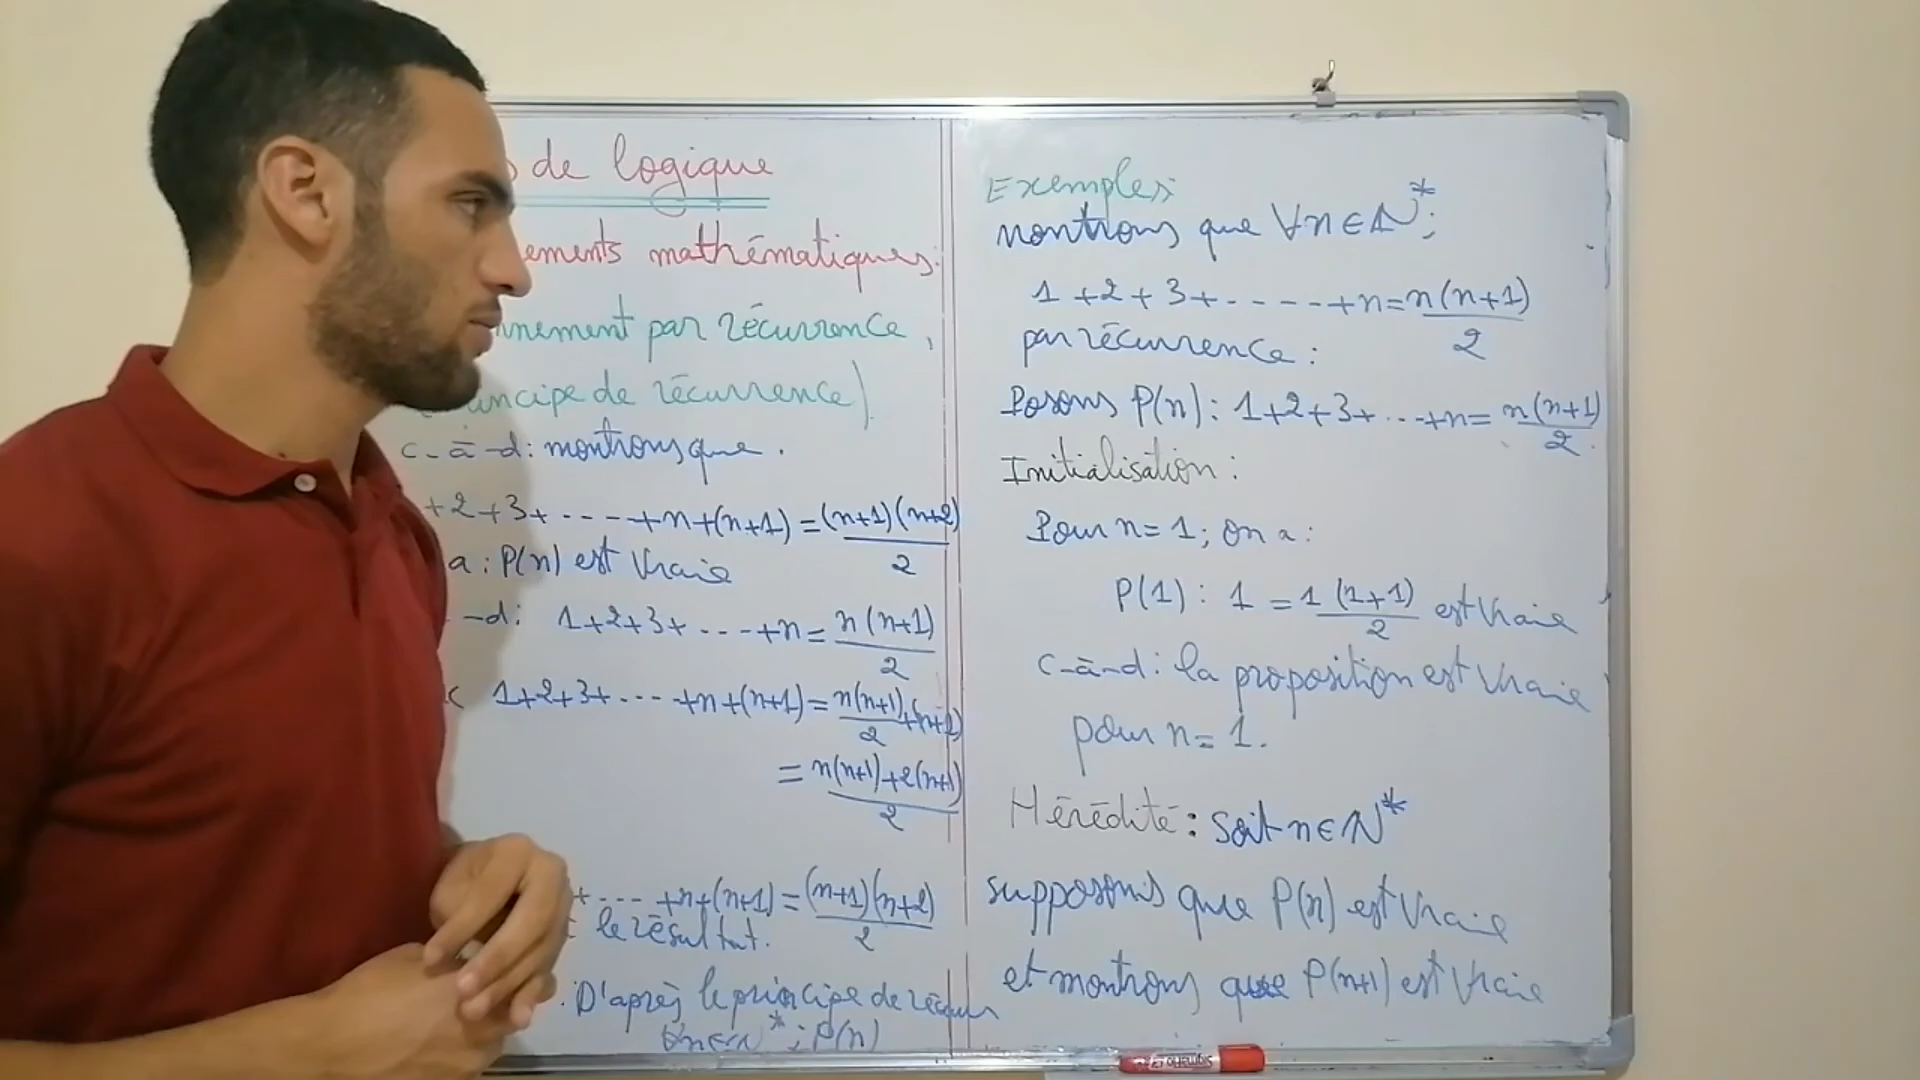 de logique
ements mathématiques:
nnement par récurrence,
incipe de récurrence).
c-à-d: montrons que.
+2+3+-----+n+(n+1)=(n+1)(n+2)/2
a: P(n) est Vraie
-d: 1+2+3+----+n=n(n+1)/2
c 1+2+3+----+n+(n+1)=n(n+1)/2+(n+1)
=n(n+1)+2(n+1)/2
+----+n+(n+1)=(n+1)(n+2)/2
le résultat.
. D'après le principe de récur
∀n∈ℕ*; P(n)
Exemples:
montrons que ∀n∈ℕ*;
1+2+3+-----+n=n(n+1)/2
par récurrence:
Posons P(n): 1+2+3+...+n=n(n+1)/2.
Initialisation:
Pour n=1; on a:
P(1): 1=1(1+1)/2 est Vraie
c-à-d: la proposition est Vraie
pour n=1.
Hérédité: soit n∈ℕ*
supposons que P(n) est Vraie
et montrons que P(n+1) est Vraie